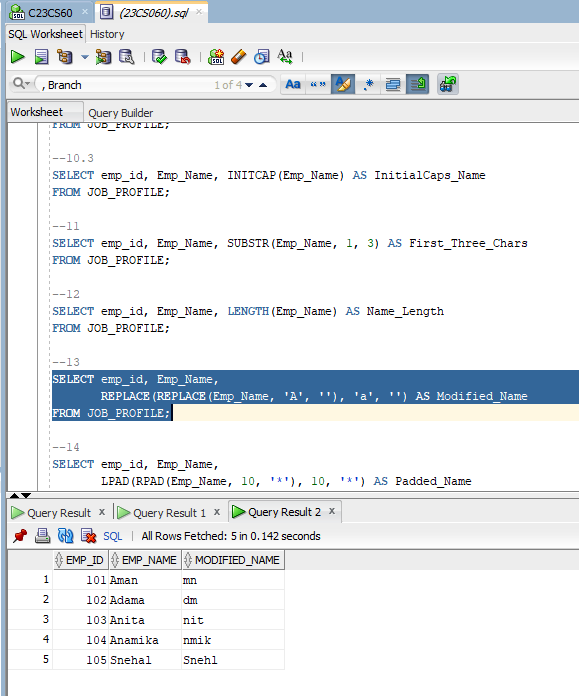 C23CS60 × (23CS060).sql ×
SQL Worksheet History
, Branch 1 of 4 Aa “ ” .*
Worksheet Query Builder
FROM JOB_PROFILE;
--10.3
SELECT emp_id, Emp_Name, INITCAP(Emp_Name) AS InitialCaps_Name
FROM JOB_PROFILE;
--11
SELECT emp_id, Emp_Name, SUBSTR(Emp_Name, 1, 3) AS First_Three_Chars
FROM JOB_PROFILE;
--12
SELECT emp_id, Emp_Name, LENGTH(Emp_Name) AS Name_Length
FROM JOB_PROFILE;
--13
SELECT emp_id, Emp_Name,
REPLACE(REPLACE(Emp_Name, 'A', ''), 'a', '') AS Modified_Name
FROM JOB_PROFILE;
--14
SELECT emp_id, Emp_Name,
LPAD(RPAD(Emp_Name, 10, '*'), 10, '*') AS Padded_Name
Query Result × Query Result 1 × Query Result 2 ×
SQL | All Rows Fetched: 5 in 0.142 seconds
EMP_ID EMP_NAME MODIFIED_NAME
1 101 Aman mn
2 102 Adama dm
3 103 Anita nit
4 104 Anamika nmik
5 105 Snehal Snehl